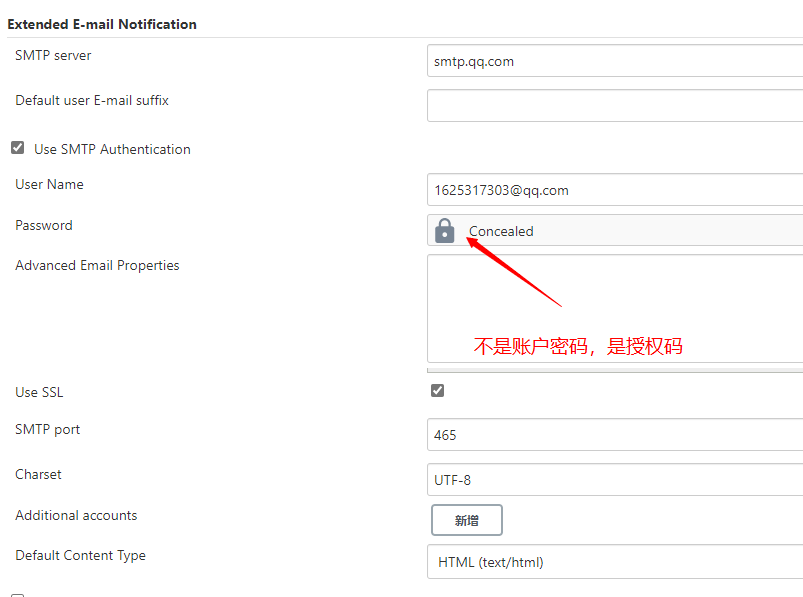 Extended E-mail Notification
SMTP server
smtp.qq.com
Default user E-mail suffix
Use SMTP Authentication
User Name
1625317303@qq.com
Password
Concealed
Advanced Email Properties
不是账户密码，是授权码
Use SSL
SMTP port
465
Charset
UTF-8
Additional accounts
新增
Default Content Type
HTML (text/html)